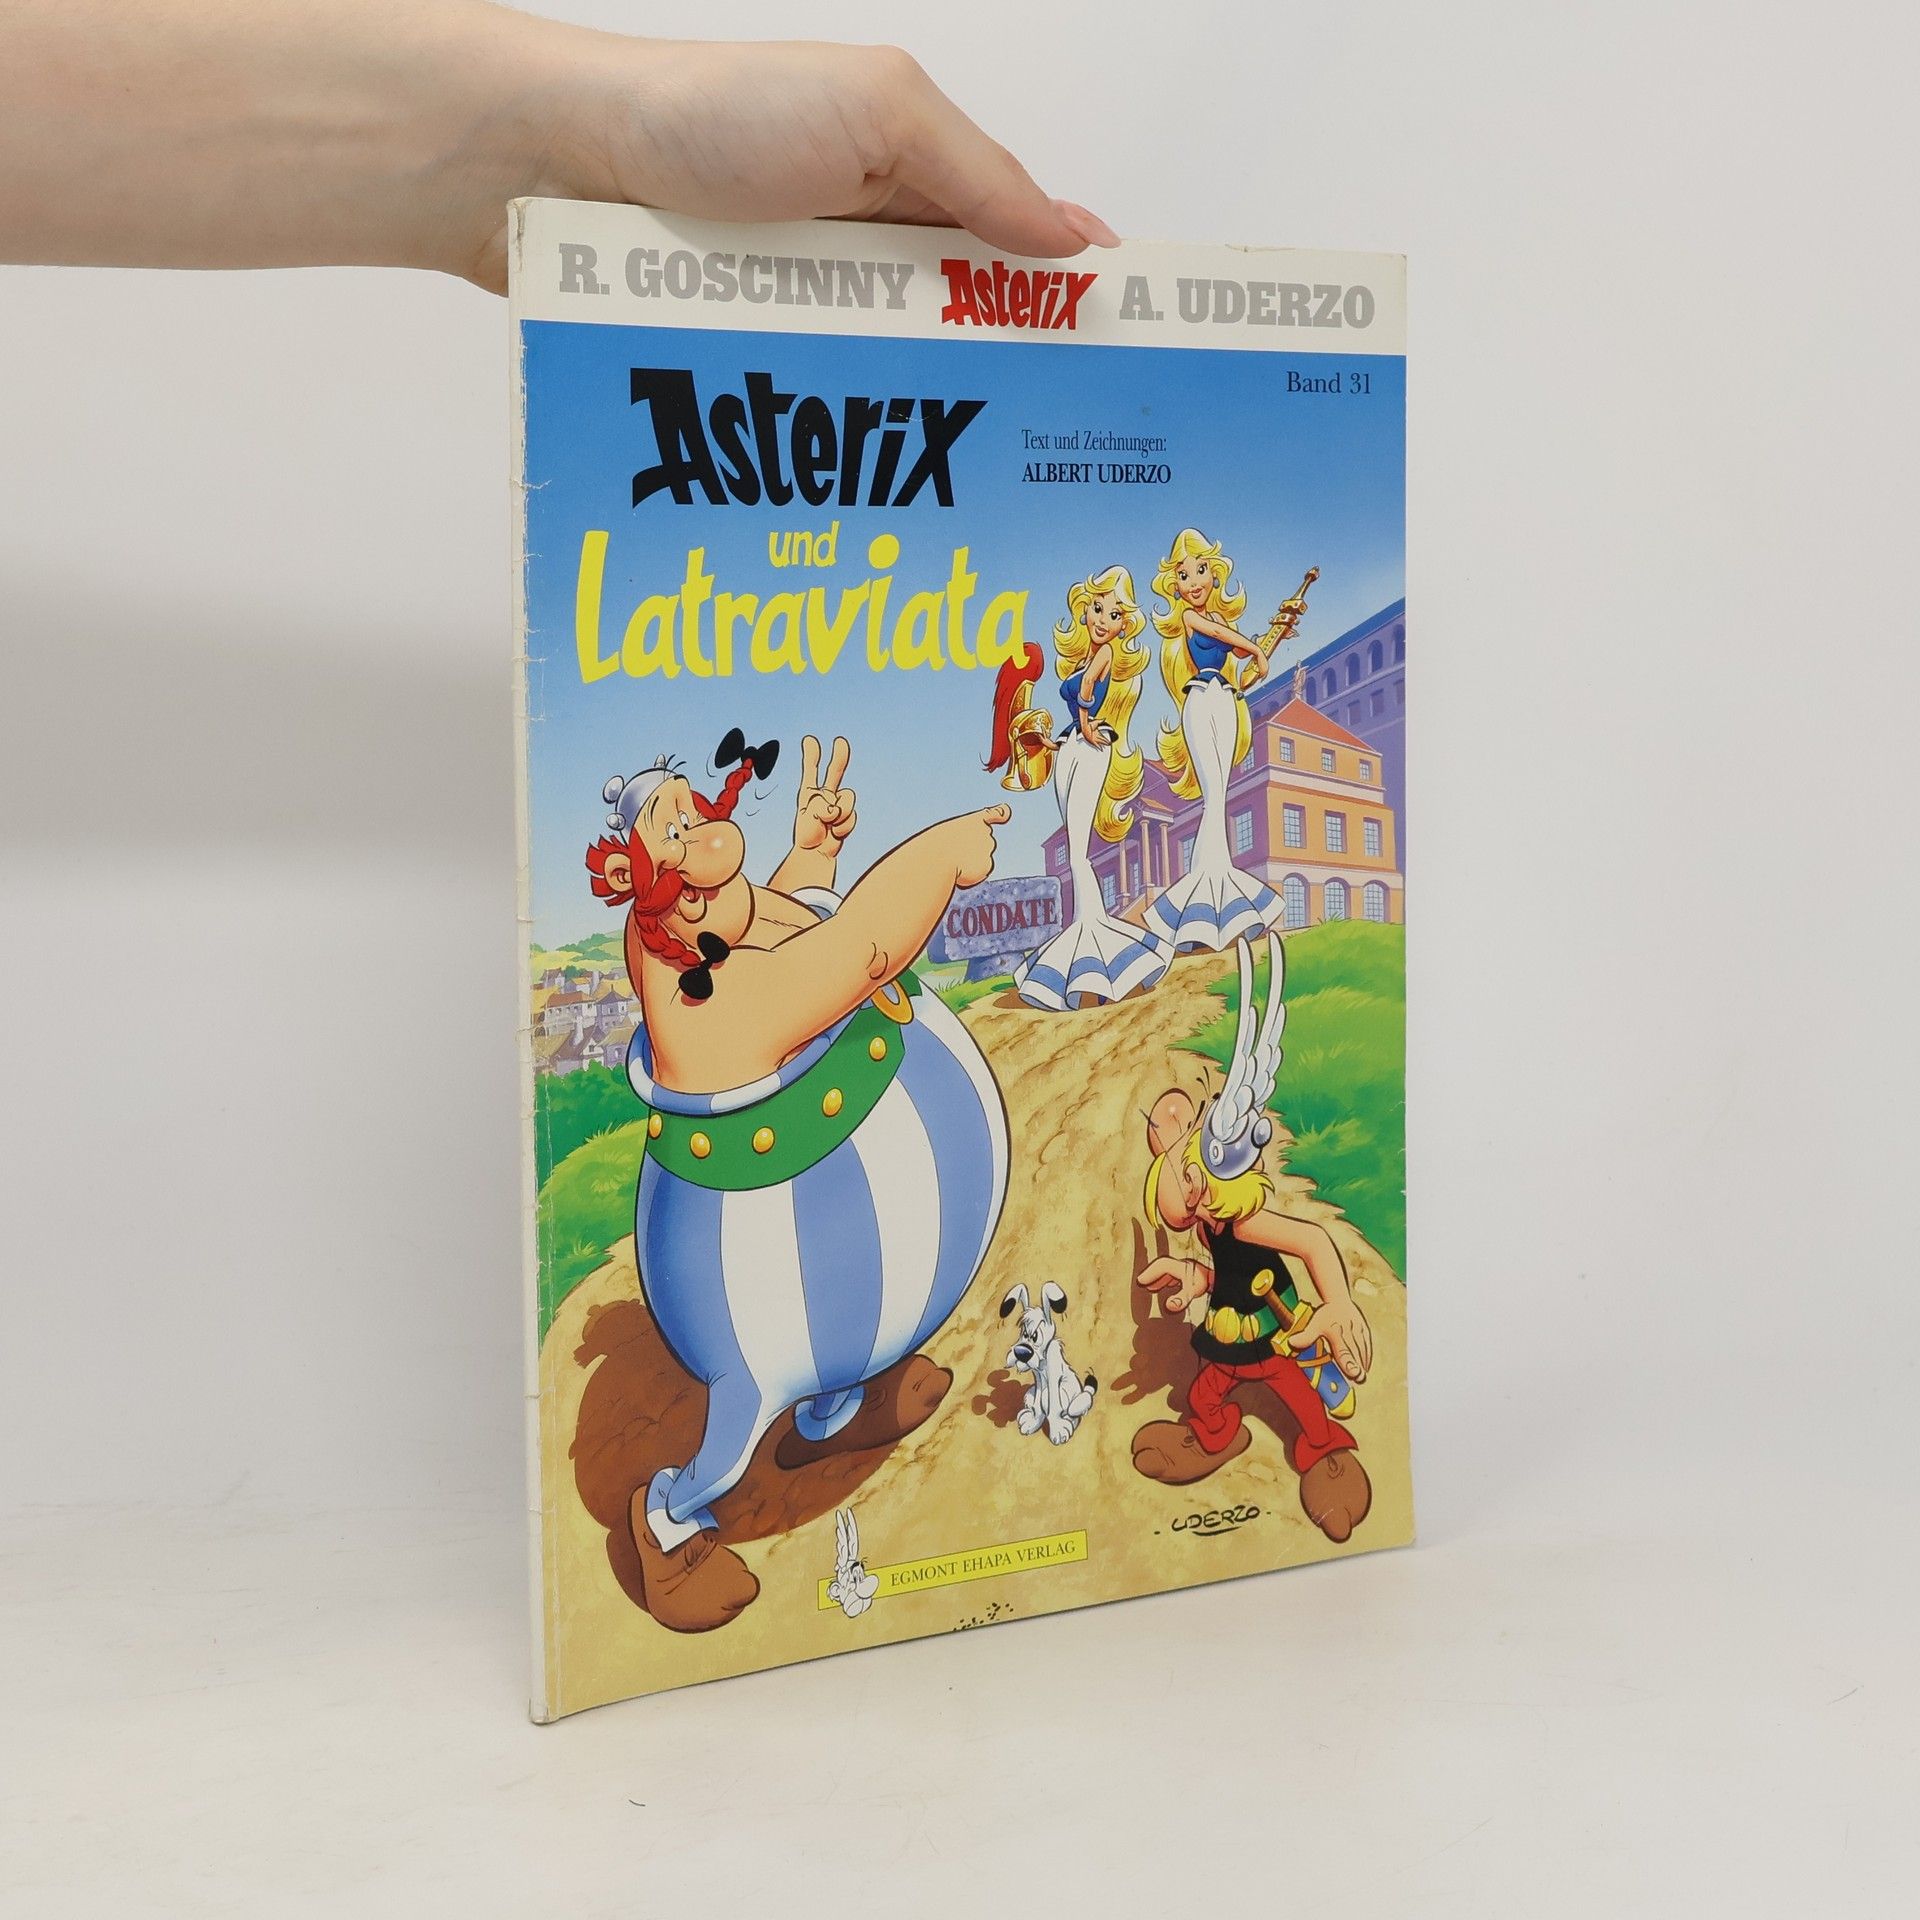 R. GOSCINNY Asterix A. UDERZO
Band 31
Asterix
Text und Zeichnungen:
ALBERT UDERZO
und
Latraviata
CONDATE
UDERZO
EGMONT EHAPA VERLAG